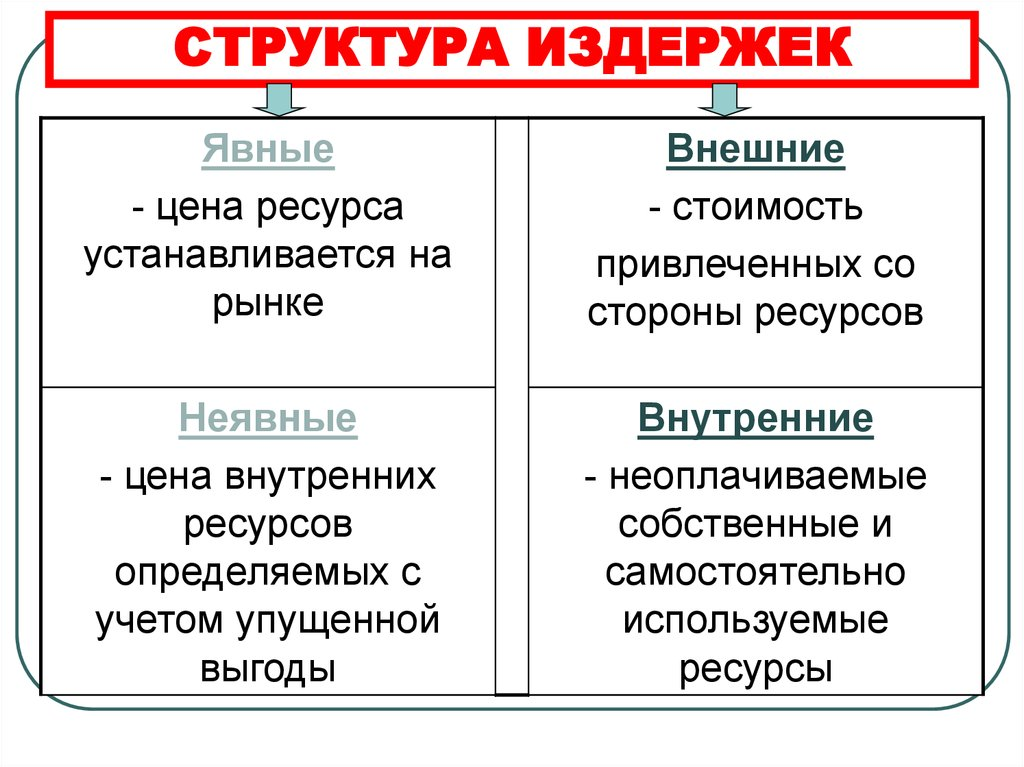 СТРУКТУРА ИЗДЕРЖЕК
Явные
- цена ресурса
устанавливается на
рынке
Внешние
- стоимость
привлеченных со
стороны ресурсов
Неявные
- цена внутренних
ресурсов
определяемых с
учетом упущенной
выгоды
Внутренние
- неоплачиваемые
собственные и
самостоятельно
используемые
ресурсы